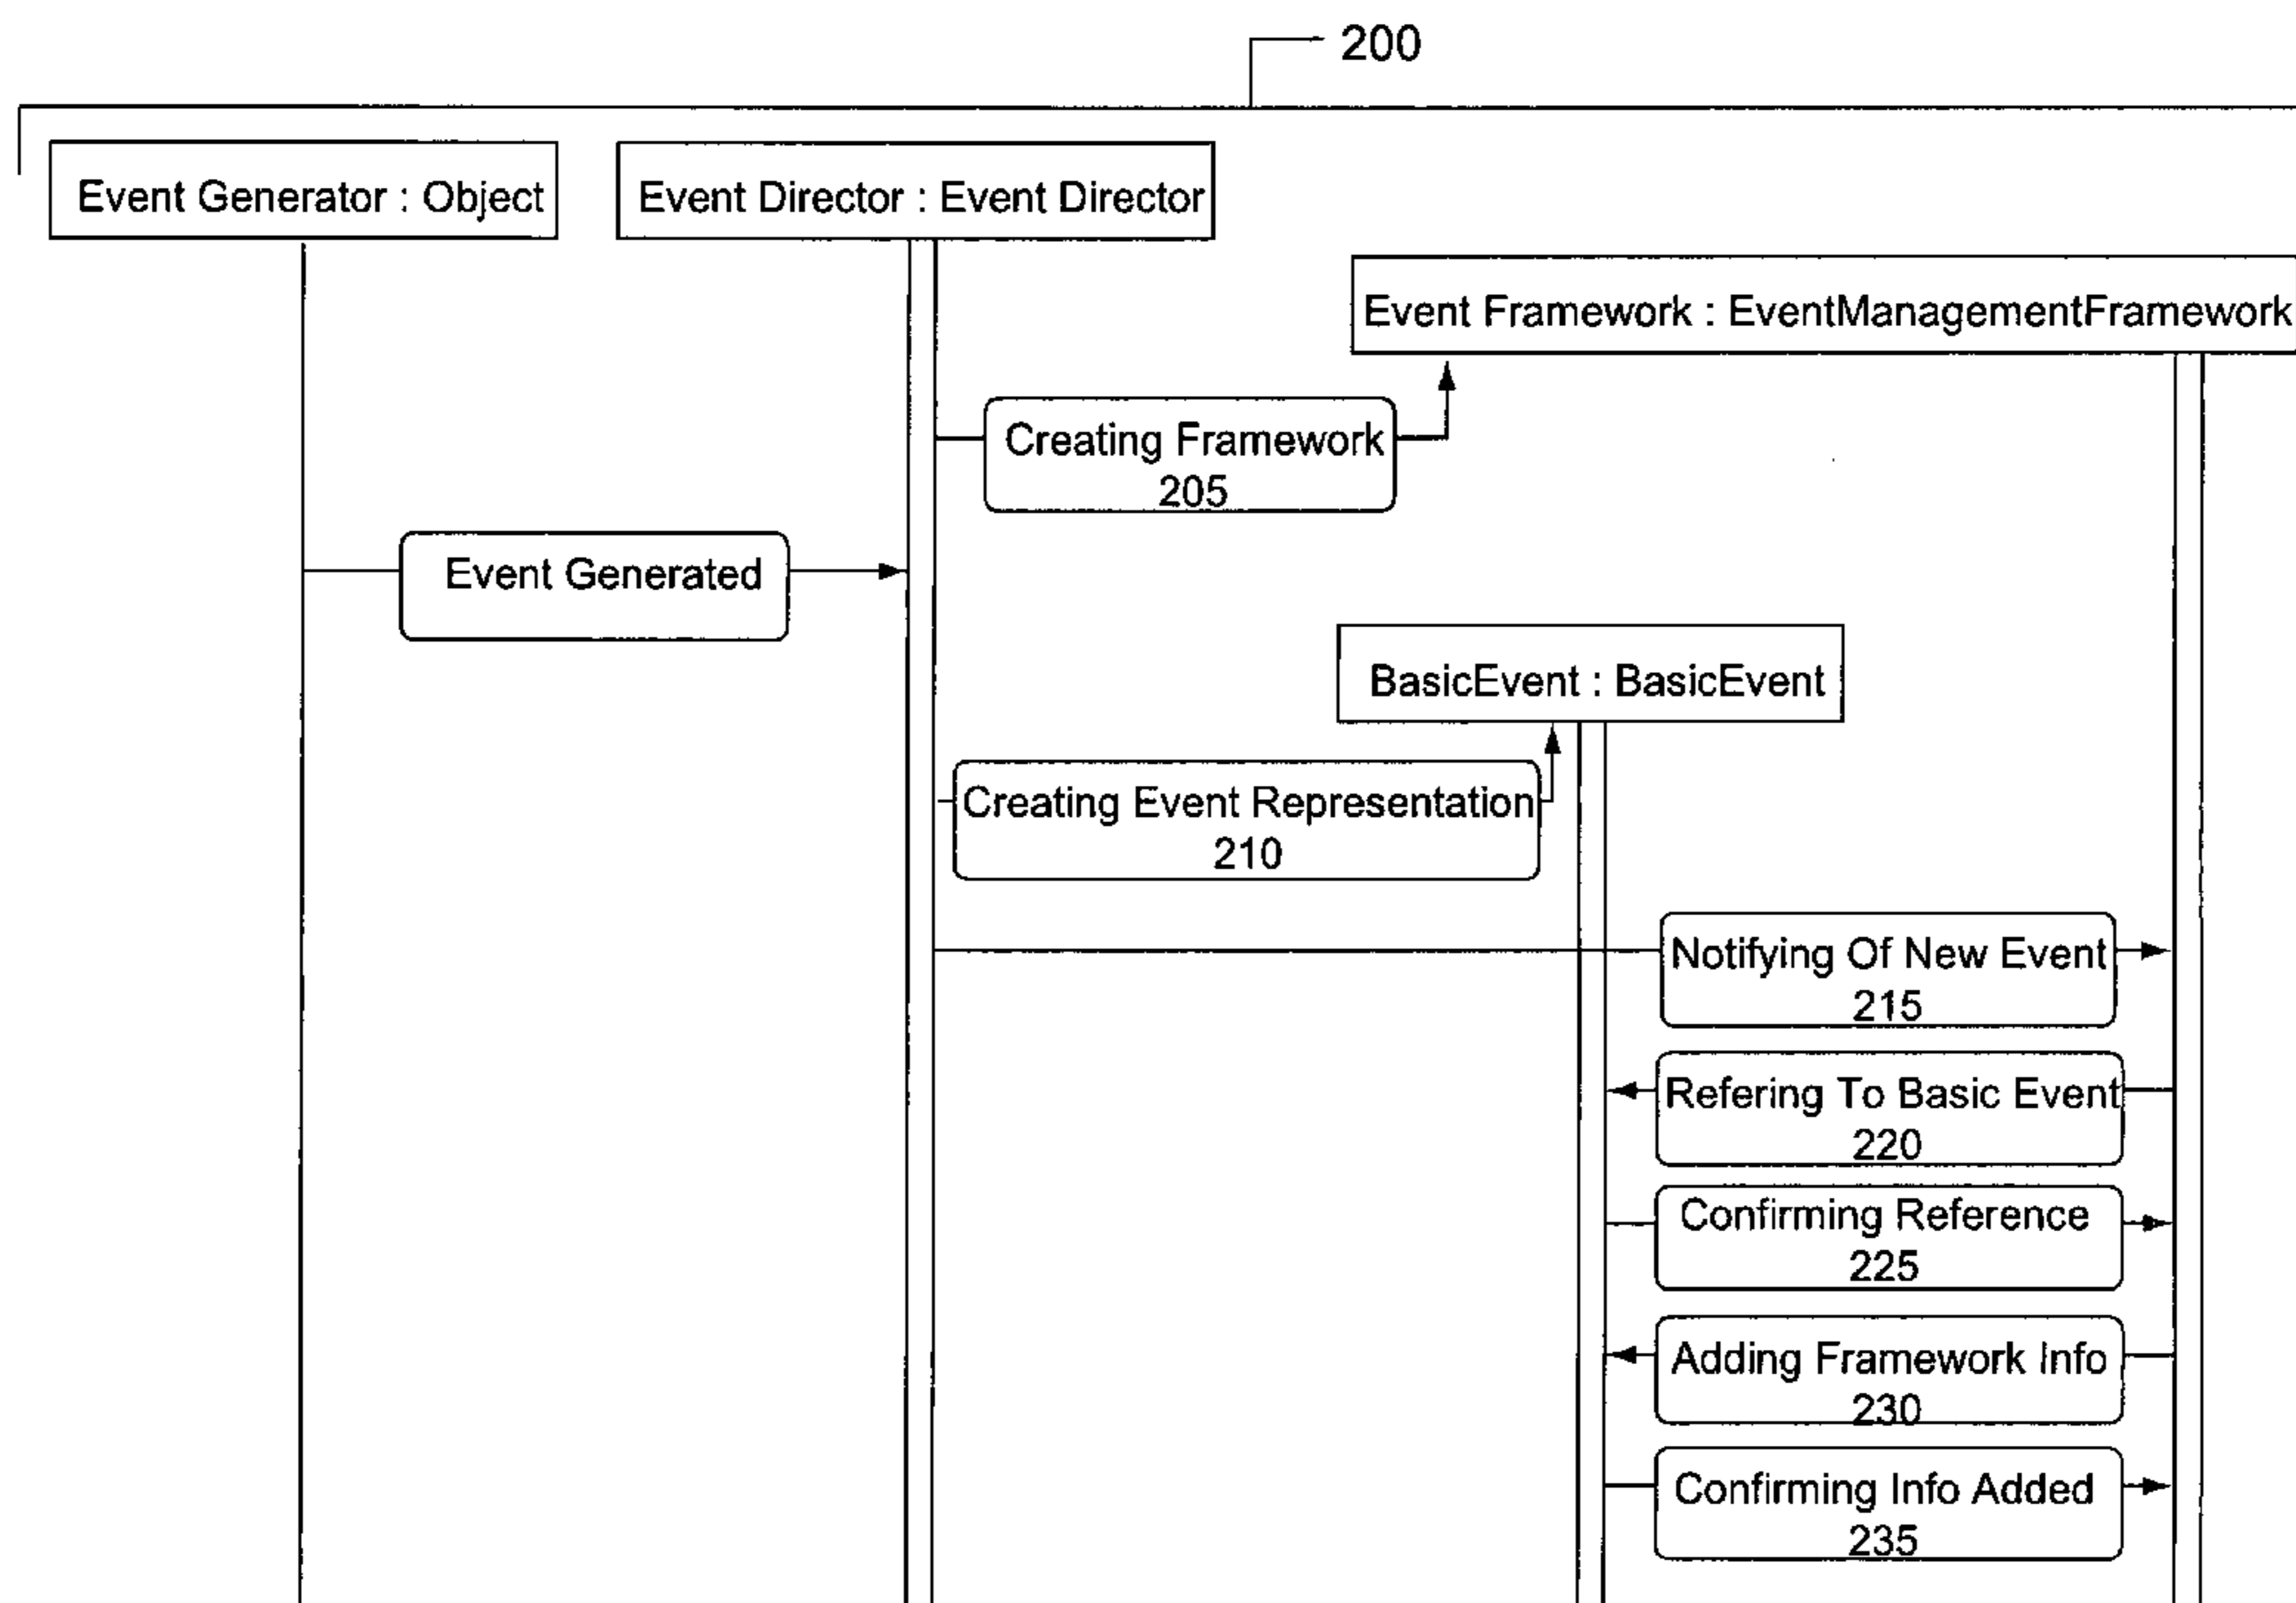 200
Event Generator : Object
Event Director : Event Director
Event Framework : EventManagementFramework
Creating Framework
205
Event Generated
BasicEvent : BasicEvent
Creating Event Representation
210
Notifying Of New Event
215
Refering To Basic Event
220
Confirming Reference
225
Adding Framework Info
230
Confirming Info Added
235